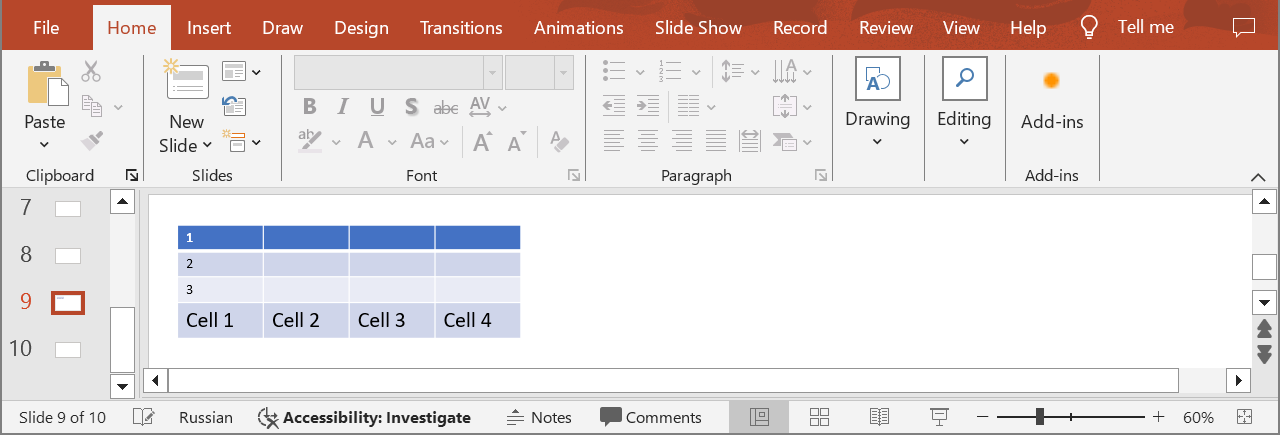 File Home Insert Draw Design Transitions Animations Slide Show Record Review View Help Tell me
Paste
New
Slide
B I U S abc AV
ab A Aa A A A
Drawing
Editing
Add-ins
Clipboard Slides Font Paragraph Add-ins
7
8
9
10
1
2
3
Cell 1 Cell 2 Cell 3 Cell 4
Slide 9 of 10 Russian Accessibility: Investigate Notes Comments 60%